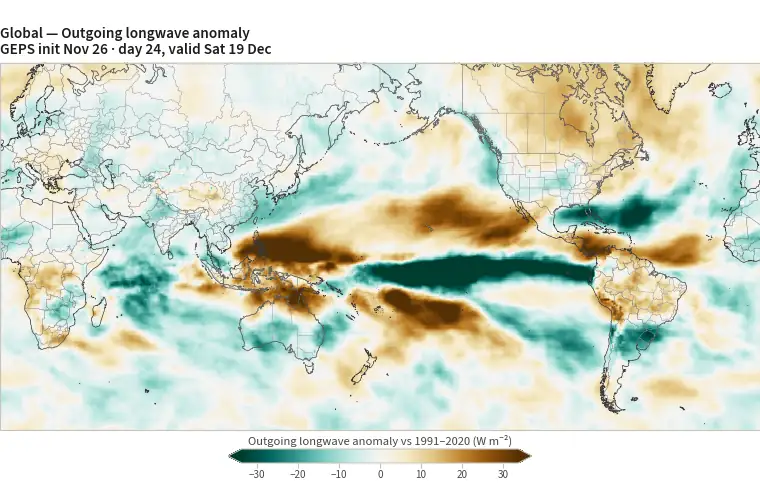 Global — Outgoing longwave anomaly
GEPS init Nov 26 · day 24, valid Sat 19 Dec
Outgoing longwave anomaly vs 1991–2020 (W m⁻²)
−30 −20 −10 0 10 20 30